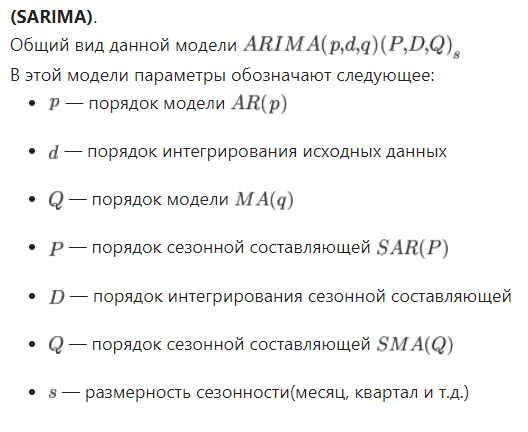 (SARIMA).
Общий вид данной модели ARIMA(p,d,q)(P,D,Q)ₛ
В этой модели параметры обозначают следующее:
• p — порядок модели AR(p)
• d — порядок интегрирования исходных данных
• Q — порядок модели MA(q)
• P — порядок сезонной составляющей SAR(P)
• D — порядок интегрирования сезонной составляющей
• Q — порядок сезонной составляющей SMA(Q)
• s — размерность сезонности(месяц, квартал и т.д.)